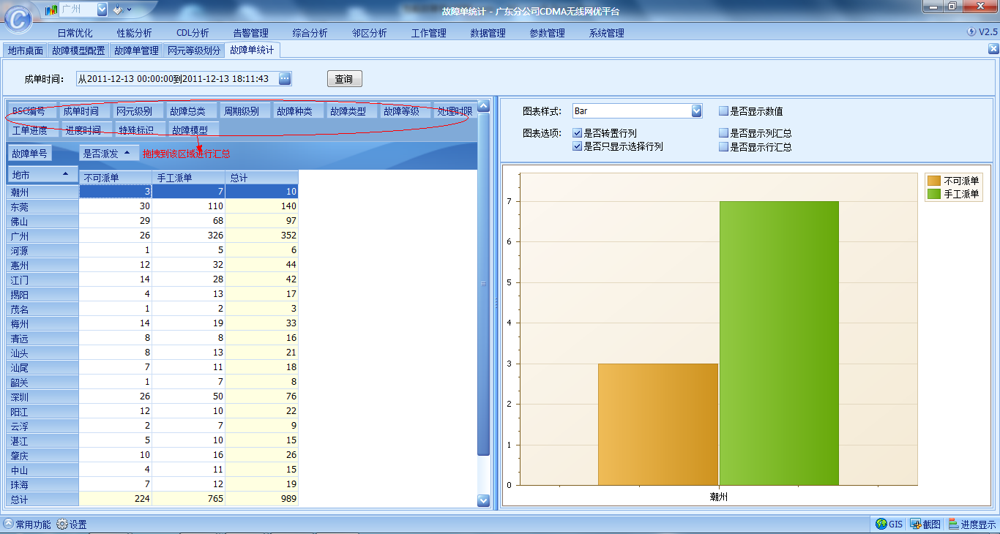 广州
故障单统计 - 广东分公司CDMA无线网优平台
日常优化 性能分析 CDL分析 告警管理 综合分析 邻区分析 工作管理 数据管理 参数管理 系统管理 V2.5
地市桌面 故障模型配置 故障单管理 网元等级划分 故障单统计
成单时间: 从2011-12-13 00:00:00到2011-12-13 18:11:43 查询
BSC编号 成单时间 网元级别 故障总类 周期级别 故障种类 故障类型 故障等级 处理时限
工单进度 进度时间 特殊标识 故障模型
故障单号 是否派发 拖拽到该区域进行汇总
地市 不可派单 手工派单 总计
潮州 3 7 10
东莞 30 110 140
佛山 29 68 97
广州 26 326 352
河源 1 5 6
惠州 12 32 44
江门 14 28 42
揭阳 4 13 17
茂名 1 2 3
梅州 14 19 33
清远 8 8 16
汕头 8 13 21
汕尾 7 11 18
韶关 1 7 8
深圳 26 50 76
阳江 12 10 22
云浮 2 7 9
湛江 5 10 15
肇庆 10 16 26
中山 4 11 15
珠海 7 12 19
总计 224 765 989
图表样式: Bar 是否显示数值
图表选项: 是否转置行列 是否显示列汇总
是否只显示选择行列 是否显示行汇总
不可派单
手工派单
7
6
5
4
3
2
1
0
潮州
常用功能 设置 GIS 截图 进度显示